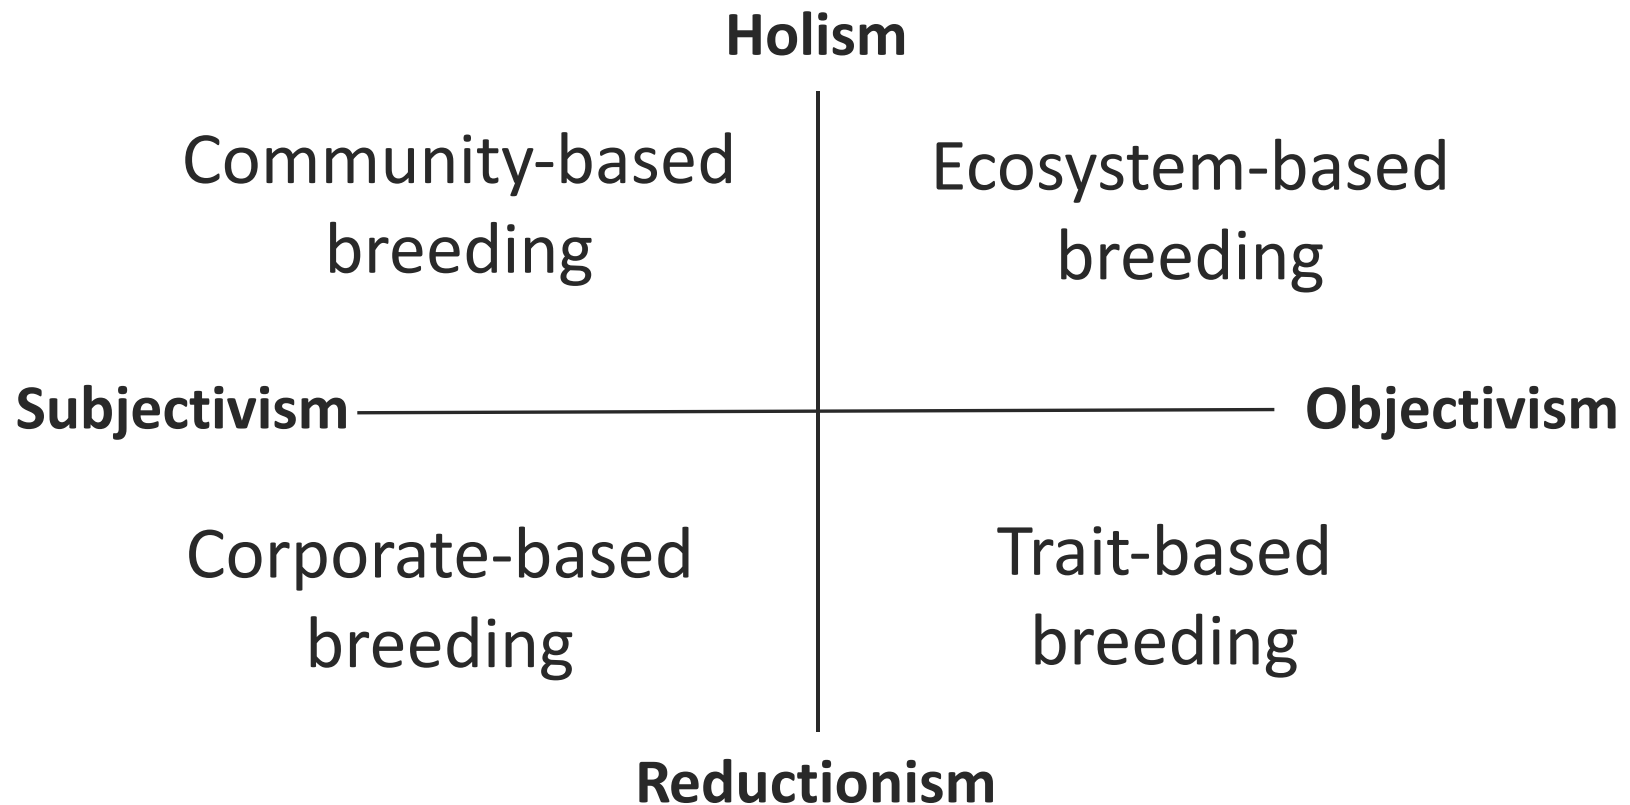 Holism
Community-based
breeding
Ecosystem-based
breeding
Subjectivism
Objectivism
Corporate-based
breeding
Trait-based
breeding
Reductionism